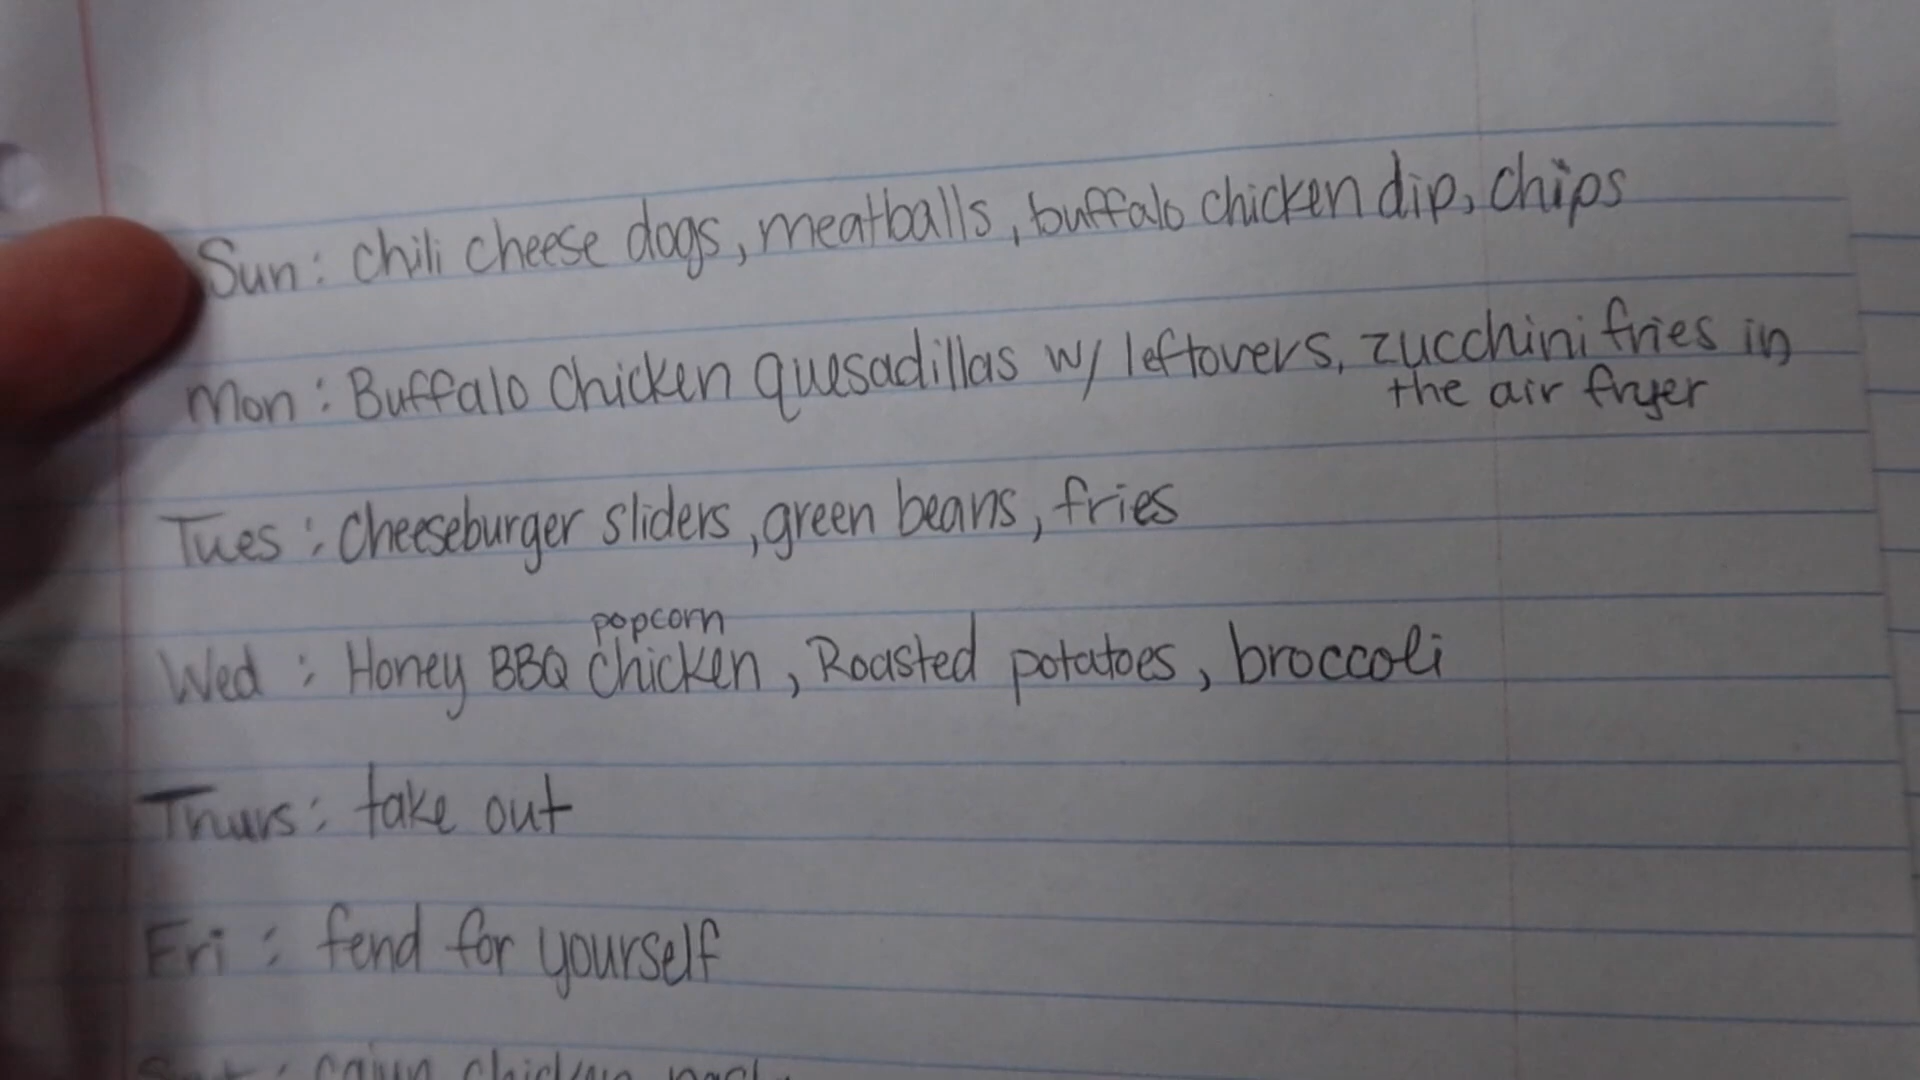 Sun: chili cheese dogs, meatballs, buffalo chicken dip, chips
Mon: Buffalo Chicken quesadillas w/ leftovers, zucchini fries in
the air fryer
Tues: Cheeseburger sliders, green beans, fries
popcorn
Wed: Honey BBQ chicken, Roasted potatoes, broccoli
Thurs: take out
Fri: fend for yourself
cajun chicken